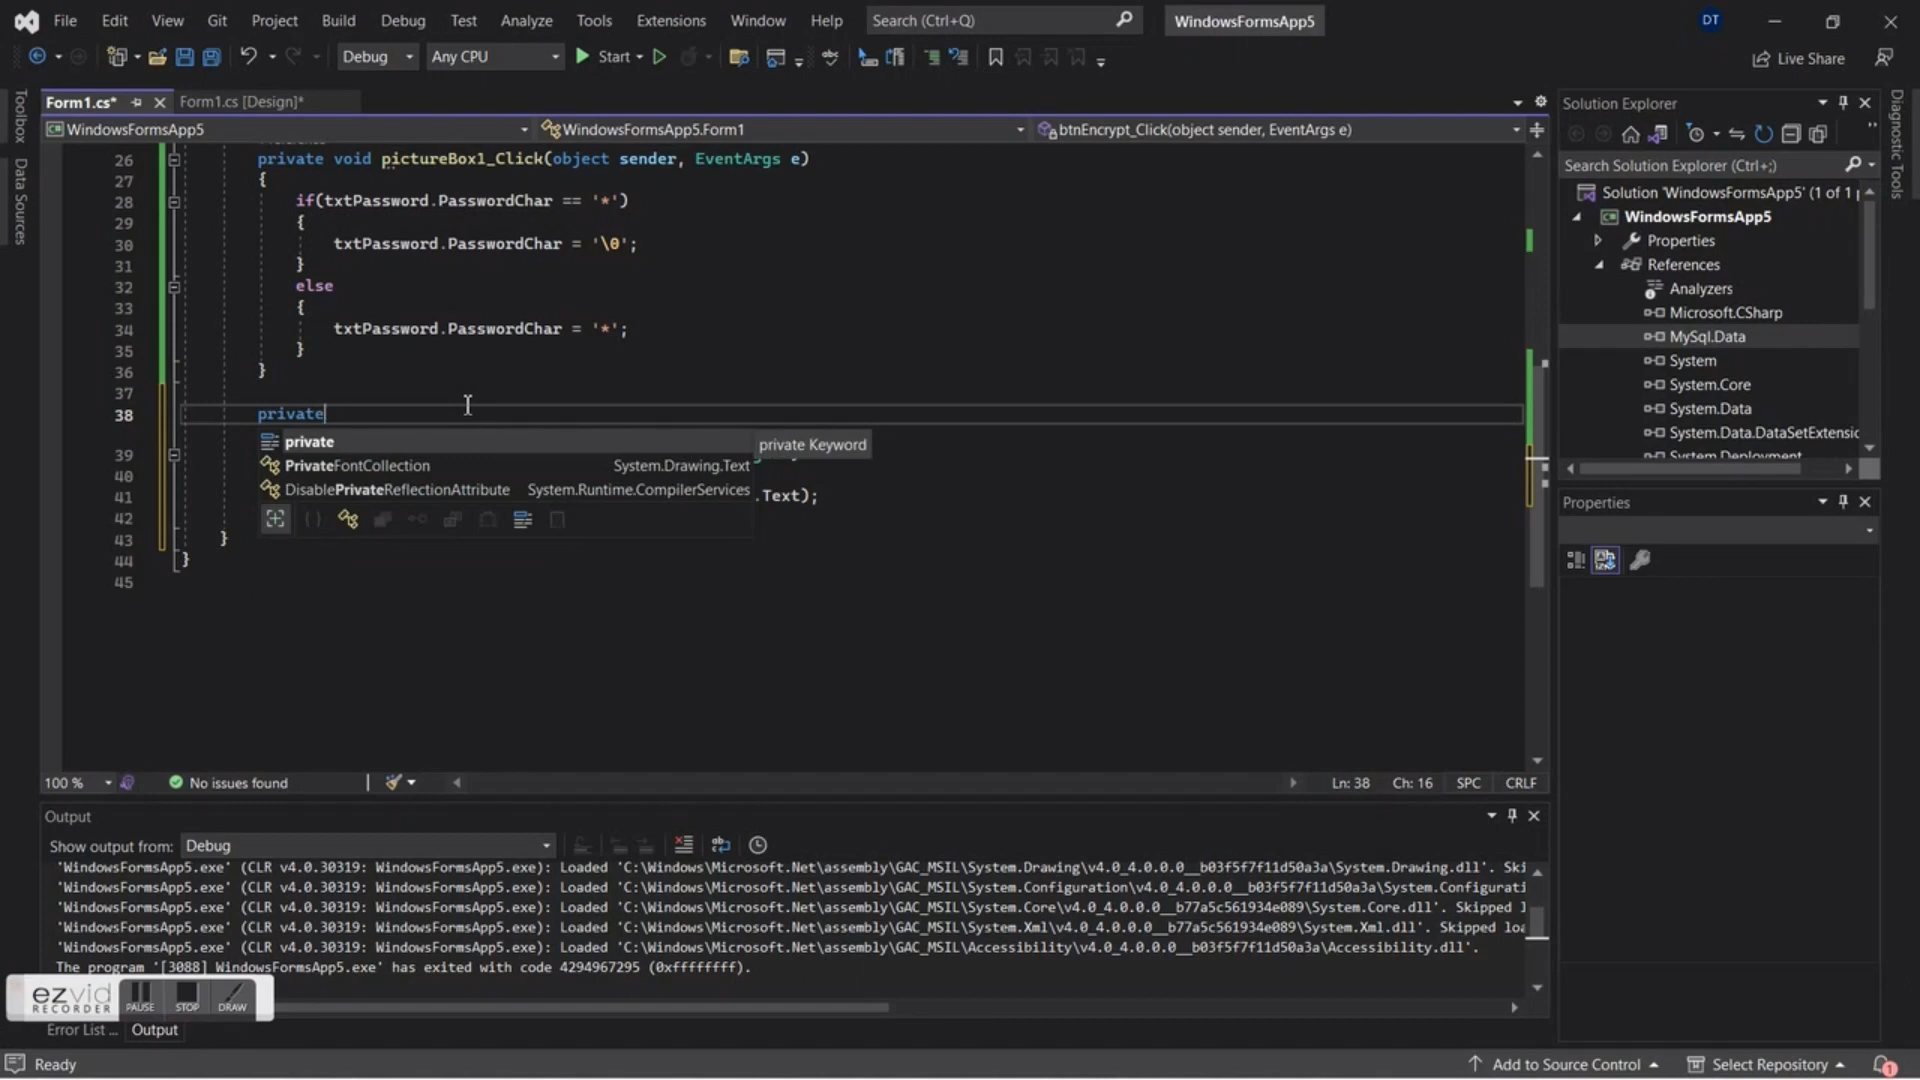 File Edit View Git Project Build Debug Test Analyze Tools Extensions Window Help Search (Ctrl+Q) WindowsFormsApp5 DT
Debug Any CPU Start Live Share
Toolbox
Data Sources
Form1.cs* Form1.cs [Design]*
WindowsFormsApp5 WindowsFormsApp5.Form1 btnEncrypt_Click(object sender, EventArgs e)
26 private void pictureBox1_Click(object sender, EventArgs e)
27 {
28 if(txtPassword.PasswordChar == '*')
29 {
30 txtPassword.PasswordChar = '\0';
31 }
32 else
33 {
34 txtPassword.PasswordChar = '*';
35 }
36 }
37
38 private
private private Keyword
PrivateFontCollection System.Drawing.Text
DisablePrivateReflectionAttribute System.Runtime.CompilerServices
39
40
41 .Text);
42
43 }
44 }
45
100 % No issues found Ln: 38 Ch: 16 SPC CRLF
Output
Show output from: Debug
'WindowsFormsApp5.exe' (CLR v4.0.30319: WindowsFormsApp5.exe): Loaded 'C:\Windows\Microsoft.Net\assembly\GAC_MSIL\System.Drawing\v4.0_4.0.0.0__b03f5f7f11d50a3a\System.Drawing.dll'. Ski
'WindowsFormsApp5.exe' (CLR v4.0.30319: WindowsFormsApp5.exe): Loaded 'C:\Windows\Microsoft.Net\assembly\GAC_MSIL\System.Configuration\v4.0_4.0.0.0__b03f5f7f11d50a3a\System.Configurati
'WindowsFormsApp5.exe' (CLR v4.0.30319: WindowsFormsApp5.exe): Loaded 'C:\Windows\Microsoft.Net\assembly\GAC_MSIL\System.Core\v4.0_4.0.0.0__b77a5c561934e089\System.Core.dll'. Skipped l
'WindowsFormsApp5.exe' (CLR v4.0.30319: WindowsFormsApp5.exe): Loaded 'C:\Windows\Microsoft.Net\assembly\GAC_MSIL\System.Xml\v4.0_4.0.0.0__b77a5c561934e089\System.Xml.dll'. Skipped loa
'WindowsFormsApp5.exe' (CLR v4.0.30319: WindowsFormsApp5.exe): Loaded 'C:\Windows\Microsoft.Net\assembly\GAC_MSIL\Accessibility\v4.0_4.0.0.0__b03f5f7f11d50a3a\Accessibility.dll'.
The program '[3088] WindowsFormsApp5.exe' has exited with code 4294967295 (0xffffffff).
ezvid
RECORDER PAUSE STOP DRAW
Error List ... Output
Ready Add to Source Control Select Repository 1
Solution Explorer
Search Solution Explorer (Ctrl+;)
Solution 'WindowsFormsApp5' (1 of 1 p
WindowsFormsApp5
Properties
References
Analyzers
Microsoft.CSharp
MySql.Data
System
System.Core
System.Data
System.Data.DataSetExtensio
System.Deployment
Properties
Diagnostic Tools